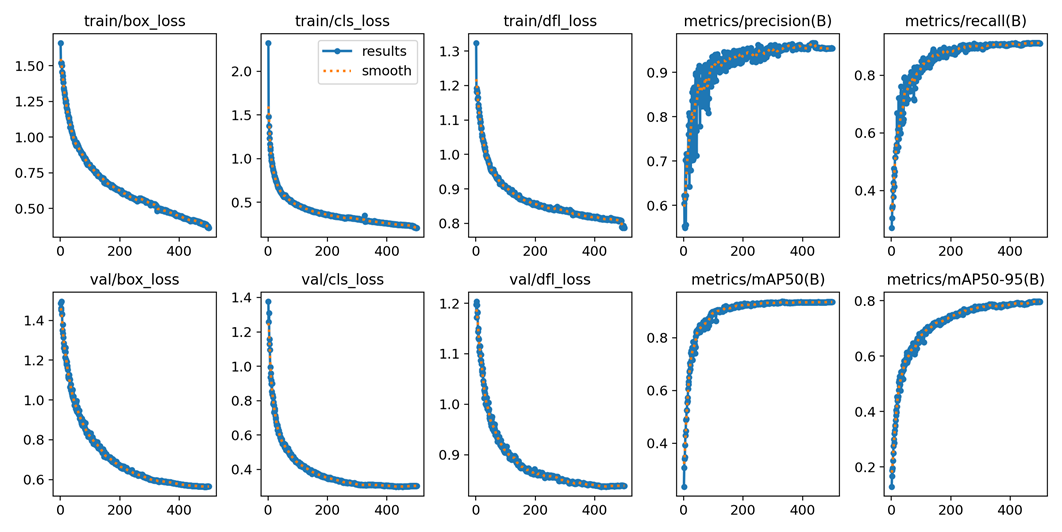 train/box_loss
train/cls_loss
train/dfl_loss
metrics/precision(B)
metrics/recall(B)
1.50
1.25
1.00
0.75
0.50
0 200 400
2.0
1.5
1.0
0.5
0 200 400
results
smooth
1.3
1.2
1.1
1.0
0.9
0.8
0 200 400
0.9
0.8
0.7
0.6
0 200 400
0.8
0.6
0.4
0 200 400
val/box_loss
val/cls_loss
val/dfl_loss
metrics/mAP50(B)
metrics/mAP50-95(B)
1.4
1.2
1.0
0.8
0.6
0 200 400
1.4
1.2
1.0
0.8
0.6
0.4
0 200 400
1.2
1.1
1.0
0.9
0 200 400
0.8
0.6
0.4
0 200 400
0.8
0.6
0.4
0.2
0 200 400